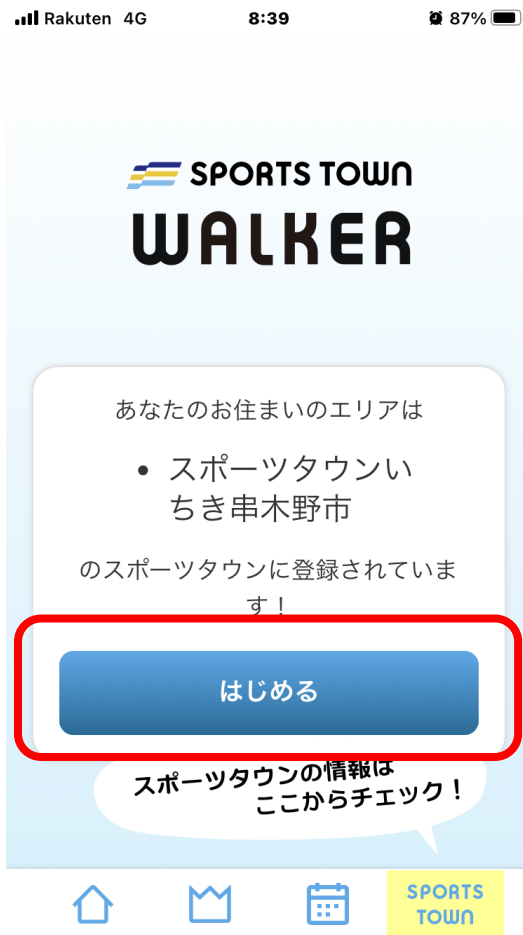 Rakuten 4G 8:39 87%
SPORTS TOWN
WALKER
あなたのお住まいのエリアは
• スポーツタウンい
ちき串木野市
のスポーツタウンに登録されていま
す！
はじめる
スポーツタウンの情報は
ここからチェック！
SPORTS
TOWN